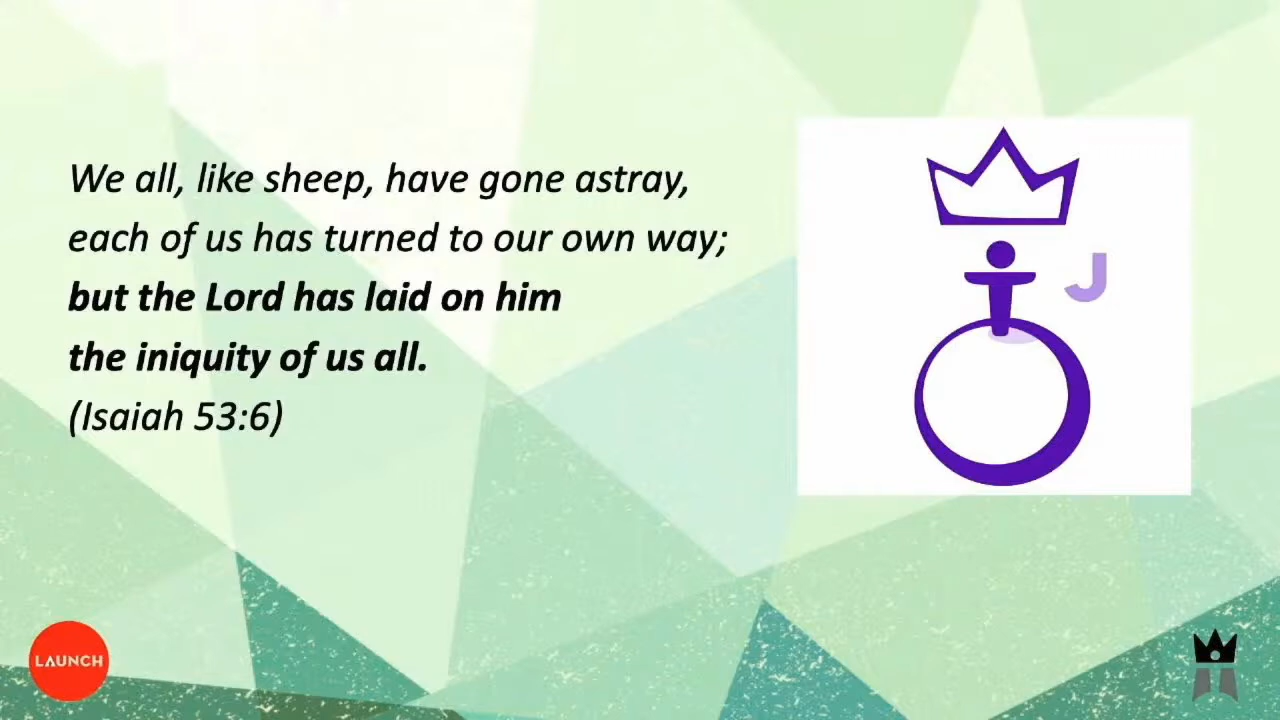 We all, like sheep, have gone astray,
each of us has turned to our own way;
but the Lord has laid on him
the iniquity of us all.
(Isaiah 53:6)
J
LAUNCH